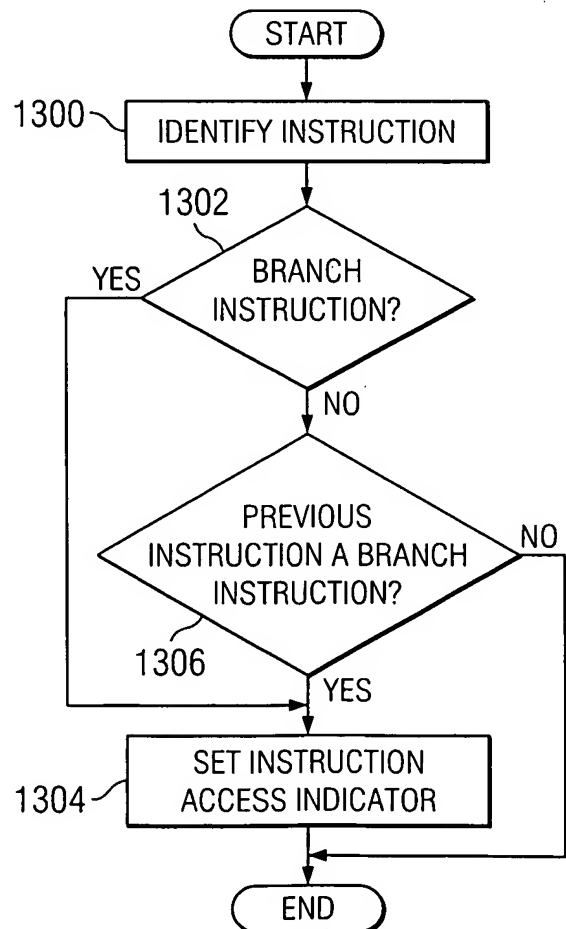 START
1300
IDENTIFY INSTRUCTION
1302
YES
BRANCH
INSTRUCTION?
NO
PREVIOUS
INSTRUCTION A BRANCH
INSTRUCTION?
NO
1306
YES
SET INSTRUCTION
ACCESS INDICATOR
1304
END